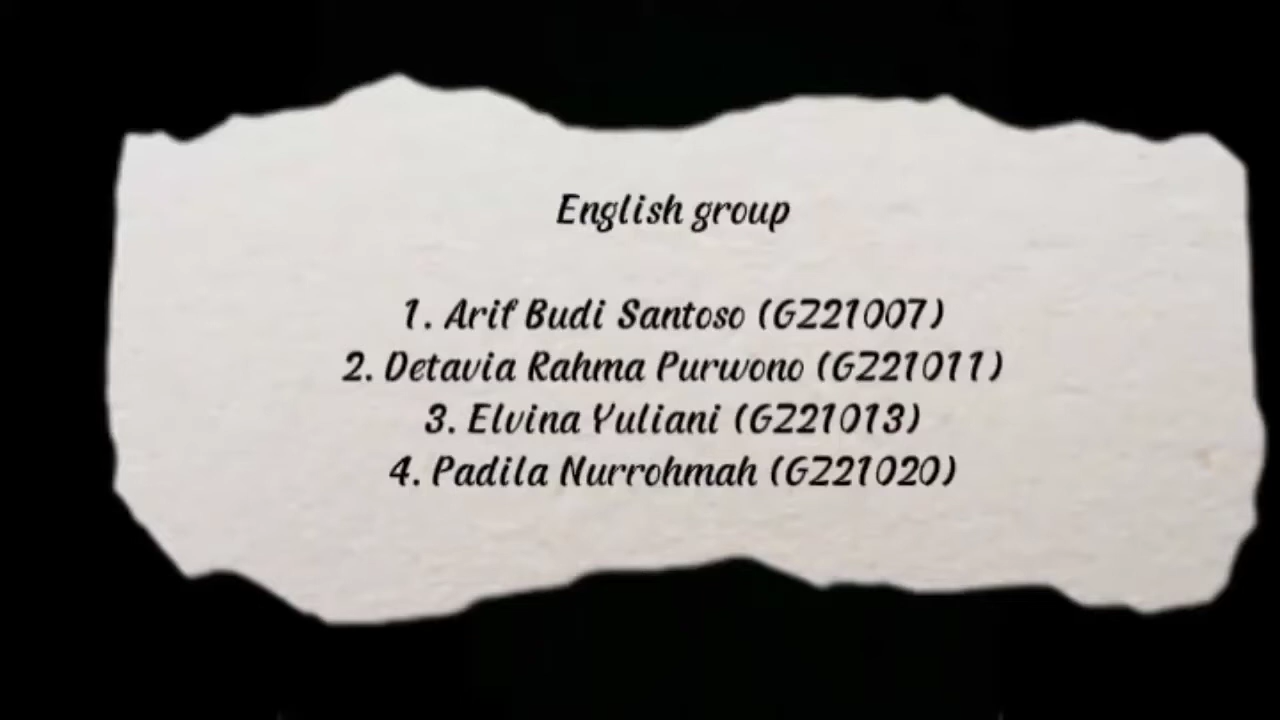 English group
1. Arif Budi Santoso (G221007)
2. Detavia Rahma Purwono (G221011)
3. Elvina Yuliani (G221013)
4. Padila Nurrohmah (G221020)